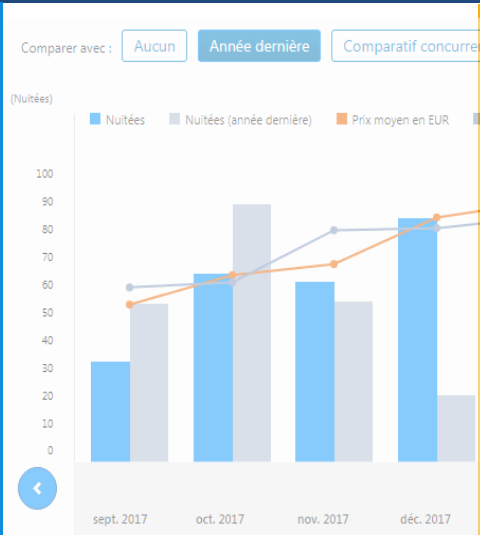 Comparer avec : Aucun Année dernière Comparatif concurre
(Nuitées)
Nuitées Nuitées (année dernière) Prix moyen en EUR
100
90
80
70
60
50
40
30
20
10
0
sept. 2017 oct. 2017 nov. 2017 déc. 2017